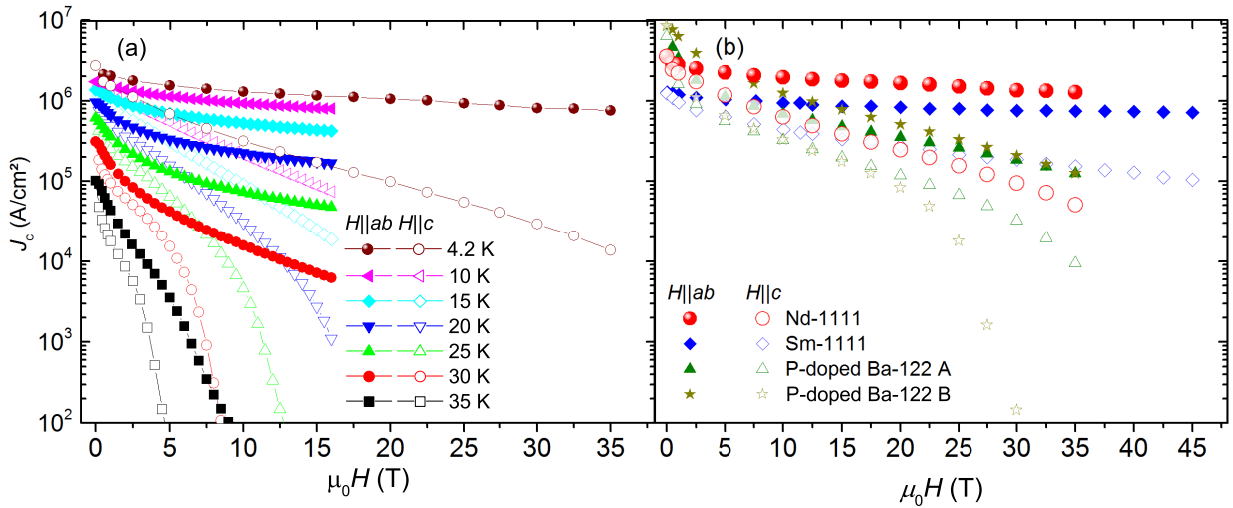 (a)
(b)
10⁷
10⁶
10⁵
10⁴
10³
10²
J_c (A/cm²)
H||ab H||c
4.2 K
10 K
15 K
20 K
25 K
30 K
35 K
0 5 10 15 20 25 30 35
μ₀H (T)
H||ab H||c
Nd-1111
Sm-1111
P-doped Ba-122 A
P-doped Ba-122 B
0 5 10 15 20 25 30 35 40 45
μ₀H (T)